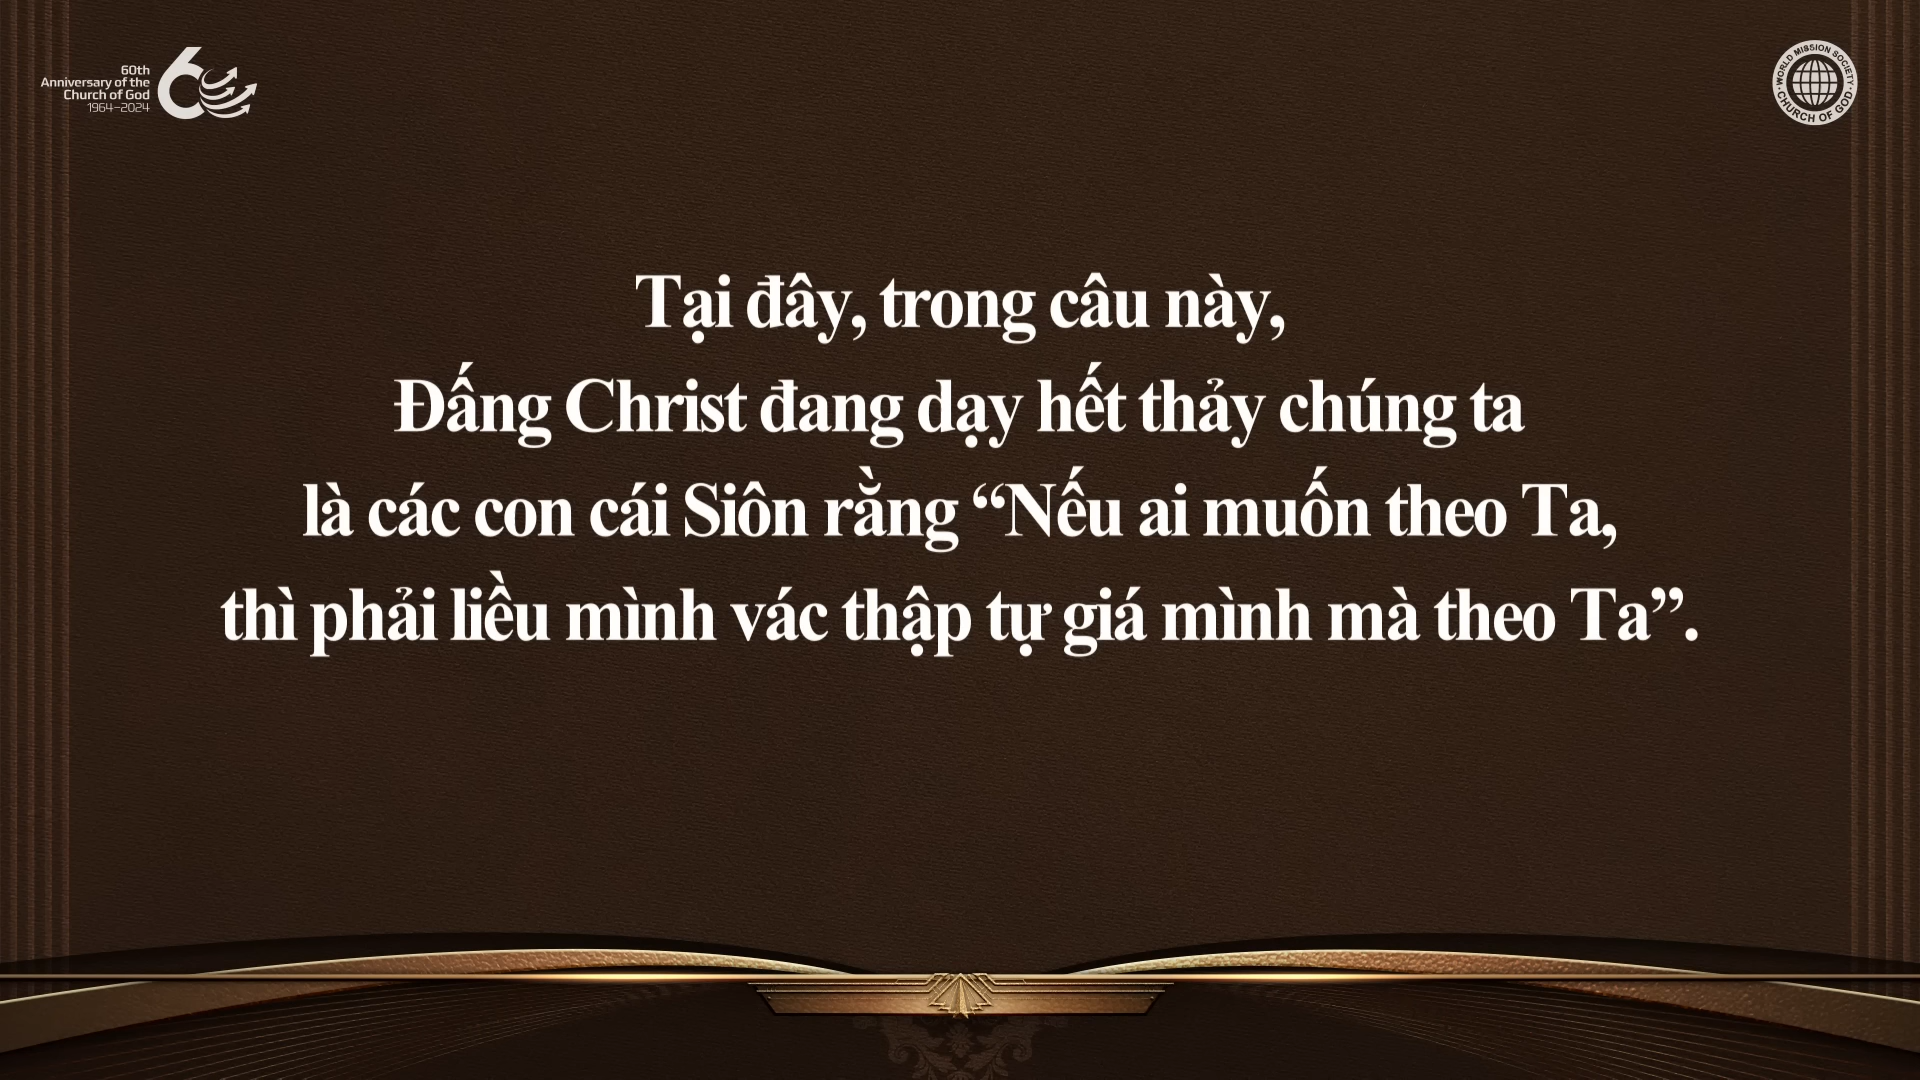 60th
Anniversary of the
Church of God
1964–2024
WORLD MISSION SOCIETY
CHURCH OF GOD
Tại đây, trong câu này,
Đấng Christ đang dạy hết thảy chúng ta
là các con cái Siôn rằng “Nếu ai muốn theo Ta,
thì phải liều mình vác thập tự giá mình mà theo Ta”.